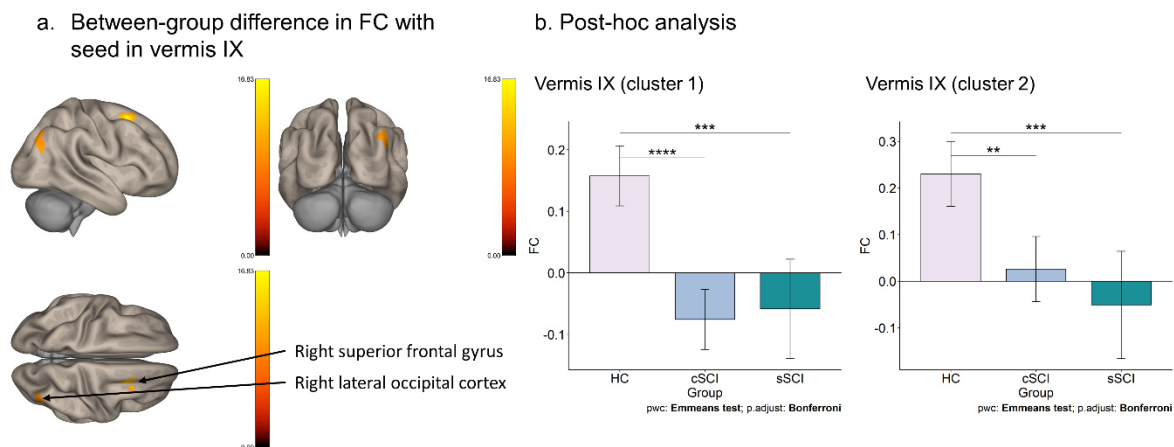 a. Between-group difference in FC with
seed in vermis IX
16.83
0.00
16.83
0.00
16.83
0.00
Right superior frontal gyrus
Right lateral occipital cortex
b. Post-hoc analysis
Vermis IX (cluster 1)
***
****
0.2
0.1
0.0
-0.1
FC
HC cSCI sSCI
Group
pwc: Emmeans test; p.adjust: Bonferroni
Vermis IX (cluster 2)
***
**
0.3
0.2
0.1
0.0
-0.1
FC
HC cSCI sSCI
Group
pwc: Emmeans test; p.adjust: Bonferroni